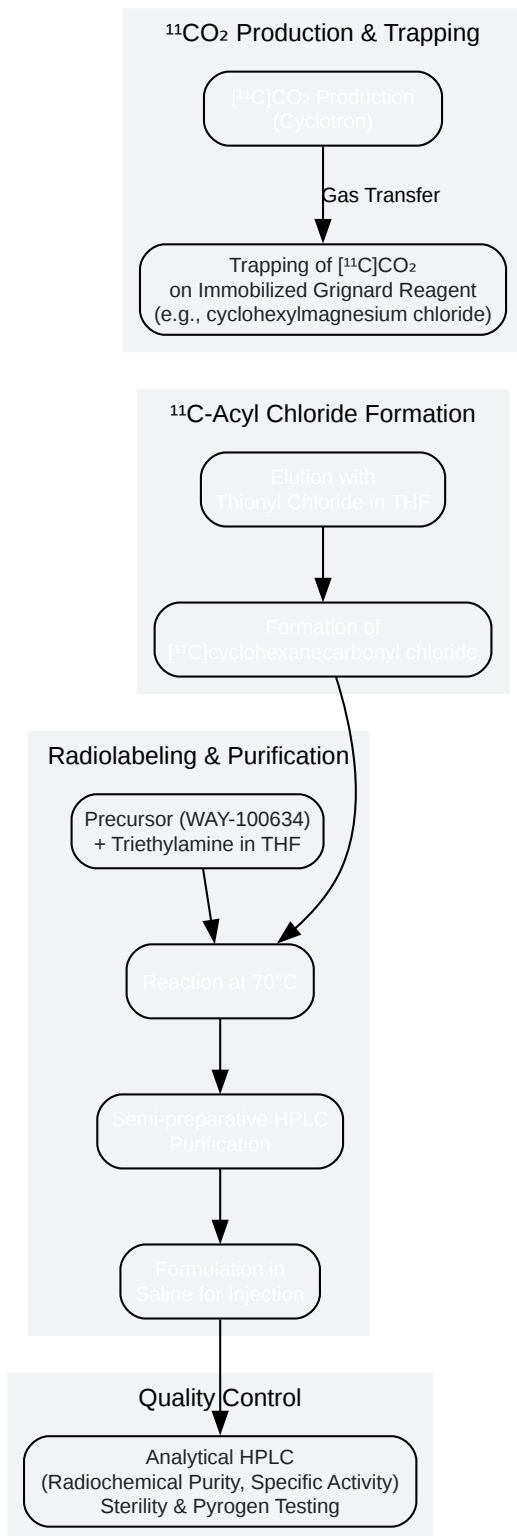 ¹¹CO₂ Production & Trapping
[¹¹C]CO₂ Production
(Cyclotron)
Gas Transfer
Trapping of [¹¹C]CO₂
on Immobilized Grignard Reagent
(e.g., cyclohexylmagnesium chloride)
¹¹C-Acyl Chloride Formation
Elution with
Thionyl Chloride in THF
Formation of
[¹¹C]cyclohexanecarbonyl chloride
Radiolabeling & Purification
Precursor (WAY-100634)
+ Triethylamine in THF
Reaction at 70°C
Semi-preparative HPLC
Purification
Formulation in
Saline for Injection
Quality Control
Analytical HPLC
(Radiochemical Purity, Specific Activity)
Sterility & Pyrogen Testing